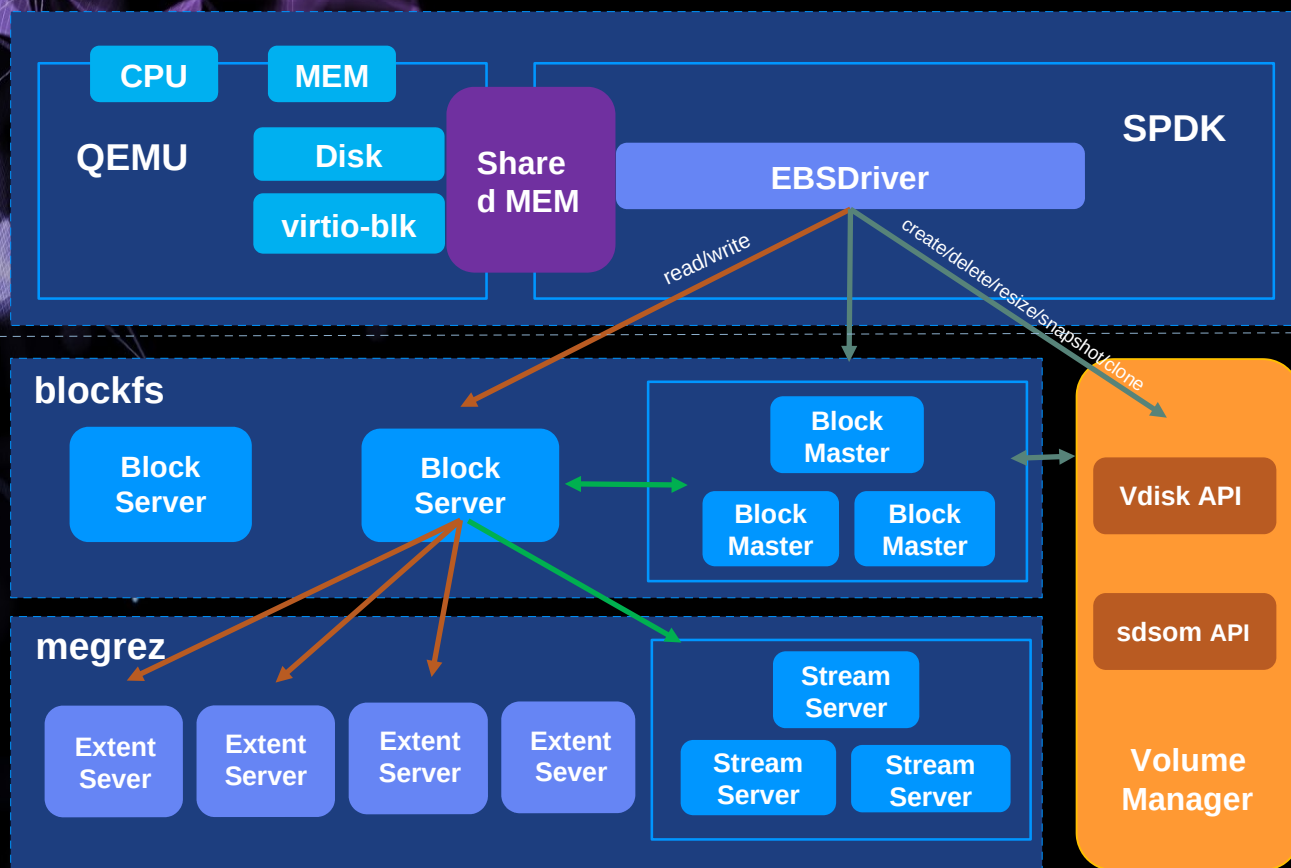 CPU
MEM
QEMU
Disk
virtio-blk
Share
d MEM
SPDK
EBSDriver
read/write
create/delete/resize/snapshot/clone
blockfs
Block
Server
Block
Server
Block
Master
Block
Master
Block
Master
Vdisk API
sdsom API
Volume
Manager
megrez
Extent
Sever
Extent
Server
Extent
Server
Extent
Sever
Stream
Server
Stream
Server
Stream
Server